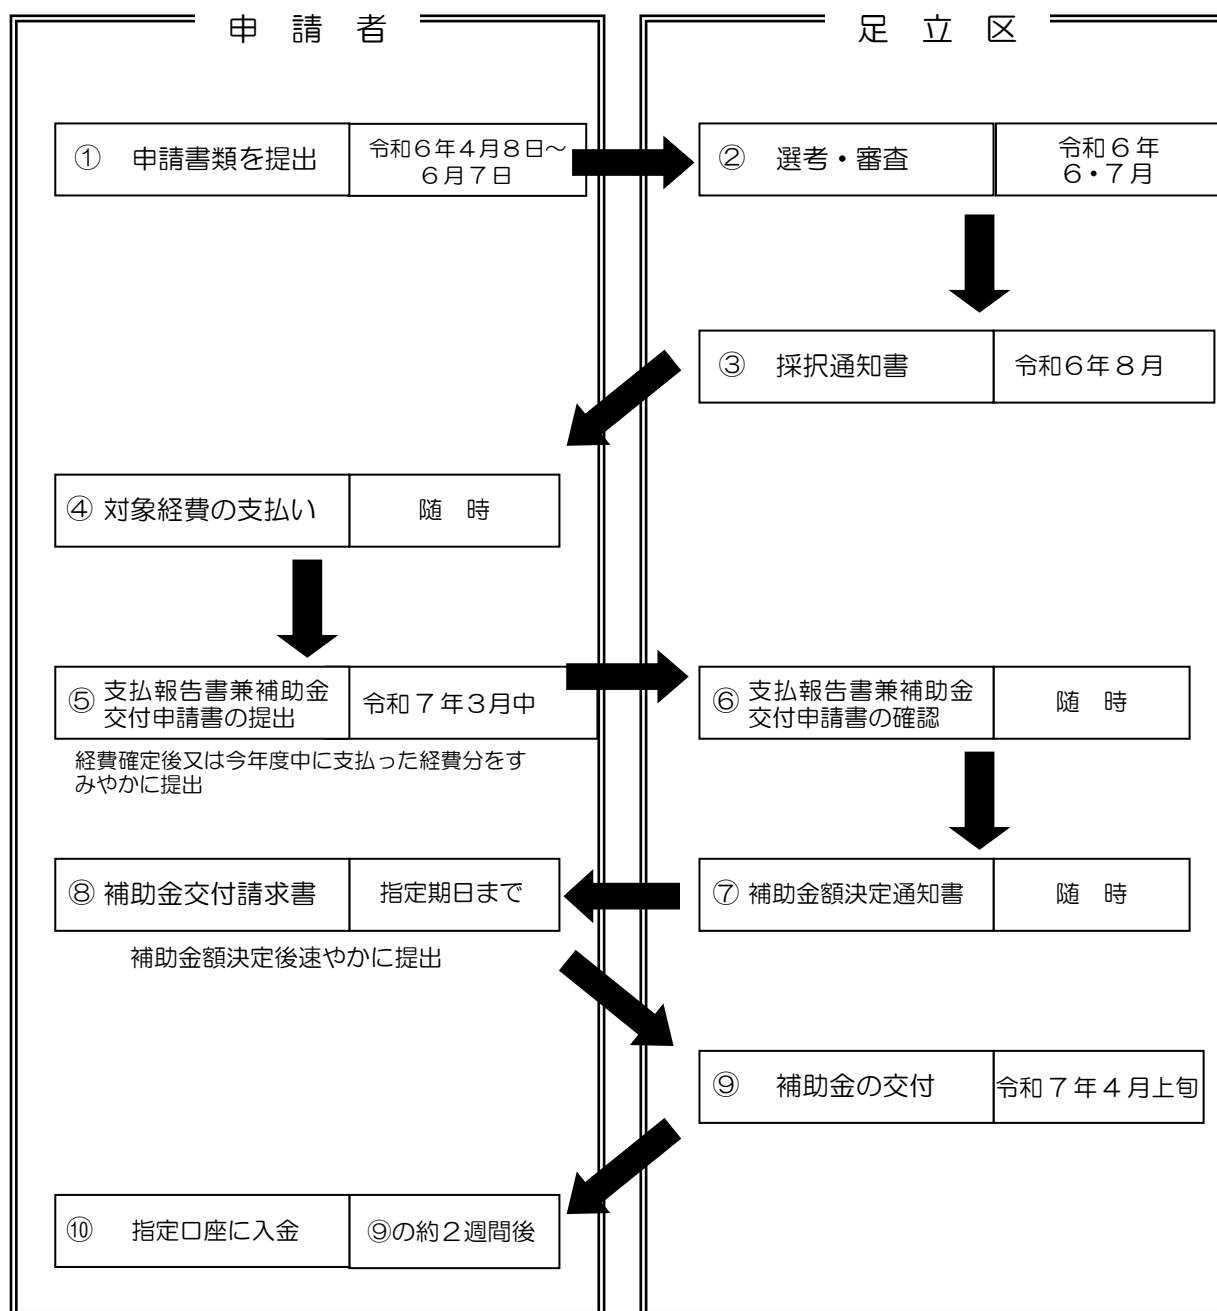 申 請 者
足 立 区
① 申請書類を提出
令和６年４月８日～
６月７日
② 選考・審査
令和６年
６・７月
③ 採択通知書
令和６年８月
④ 対象経費の支払い
随 時
⑤ 支払報告書兼補助金
交付申請書の提出
令和７年３月中
経費確定後又は今年度中に支払った経費分をす
みやかに提出
⑥ 支払報告書兼補助金
交付申請書の確認
随 時
⑦ 補助金額決定通知書
随 時
⑧ 補助金交付請求書
指定期日まで
補助金額決定後速やかに提出
⑨ 補助金の交付
令和７年４月上旬
⑩ 指定口座に入金
⑨の約２週間後